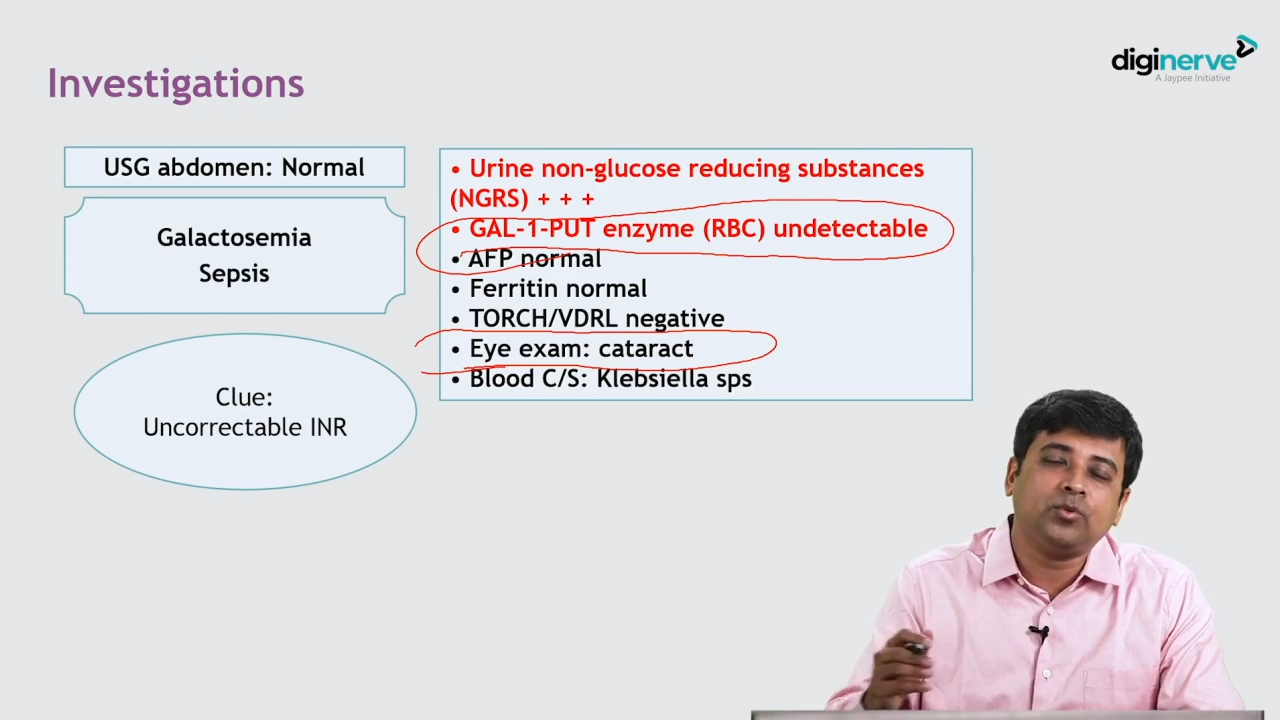 Investigations
diginerve
A Jaypee Initiative
USG abdomen: Normal
Galactosemia
Sepsis
Clue:
Uncorrectable INR
• Urine non-glucose reducing substances
(NGRS) + + +
• GAL-1-PUT enzyme (RBC) undetectable
• AFP normal
• Ferritin normal
• TORCH/VDRL negative
• Eye exam: cataract
• Blood C/S: Klebsiella sps